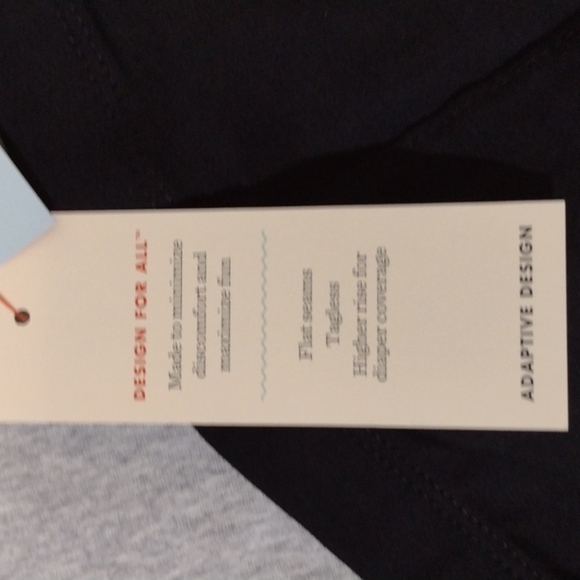 DESIGN FOR ALL™
Made to minimize
discomfort and
maximize fun
Flat seams
Tagless
Higher rise for
diaper coverage
ADAPTIVE DESIGN